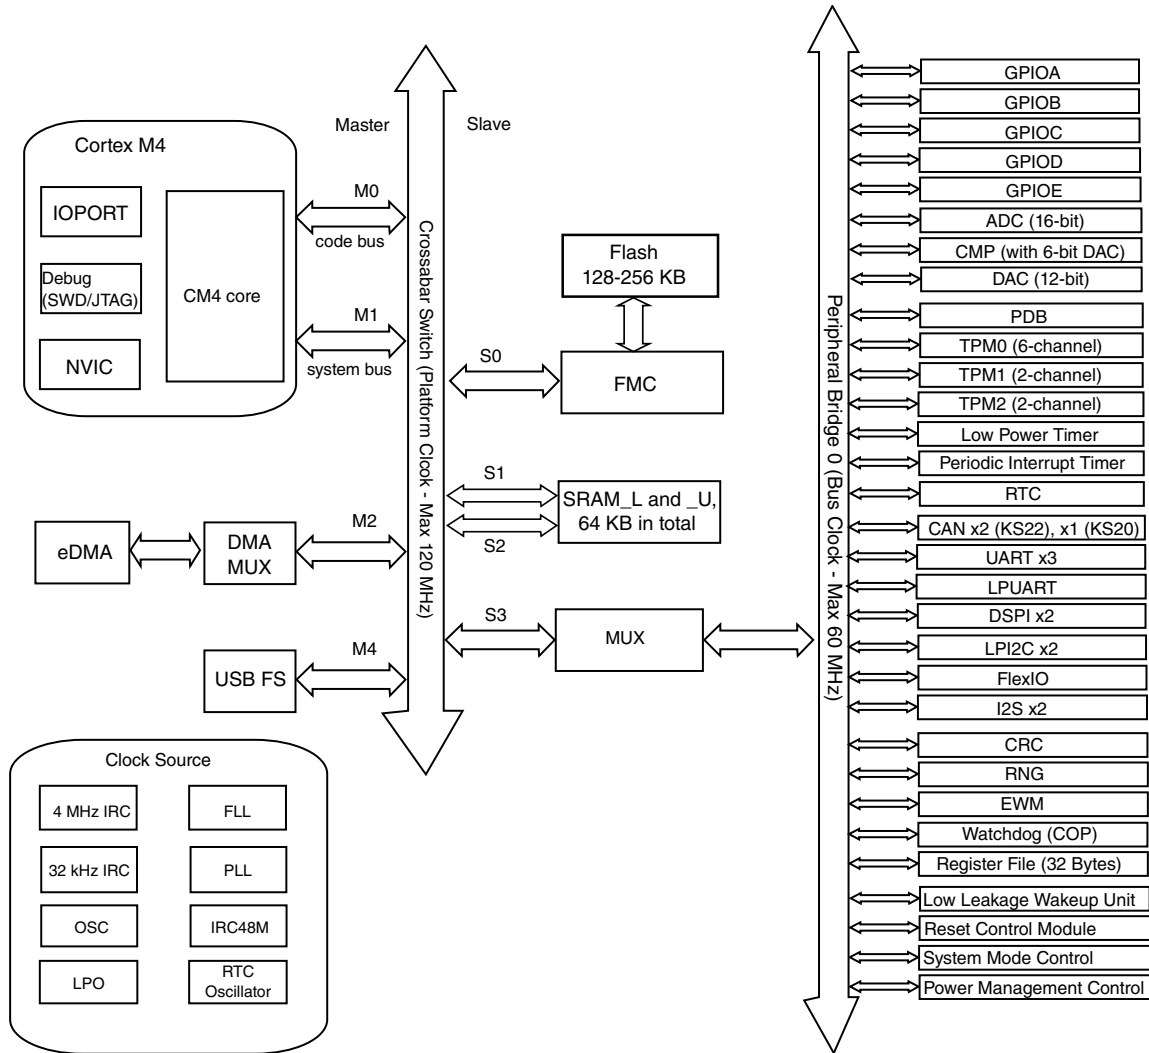 Cortex M4
IOPORT
Debug
(SWD/JTAG)
NVIC
CM4 core
Master
Slave
M0
code bus
M1
system bus
Crossabar Switch (Platform Clcok - Max 120 MHz)
eDMA
DMA
MUX
M2
USB FS
M4
Flash
128-256 KB
S0
FMC
S1
S2
SRAM_L and _U,
64 KB in total
S3
MUX
Peripheral Bridge 0 (Bus Clock - Max 60 MHz)
GPIOA
GPIOB
GPIOC
GPIOD
GPIOE
ADC (16-bit)
CMP (with 6-bit DAC)
DAC (12-bit)
PDB
TPM0 (6-channel)
TPM1 (2-channel)
TPM2 (2-channel)
Low Power Timer
Periodic Interrupt Timer
RTC
CAN x2 (KS22), x1 (KS20)
UART x3
LPUART
DSPI x2
LPI2C x2
FlexIO
I2S x2
CRC
RNG
EWM
Watchdog (COP)
Register File (32 Bytes)
Low Leakage Wakeup Unit
Reset Control Module
System Mode Control
Power Management Control
Clock Source
4 MHz IRC
FLL
32 kHz IRC
PLL
OSC
IRC48M
LPO
RTC
Oscillator